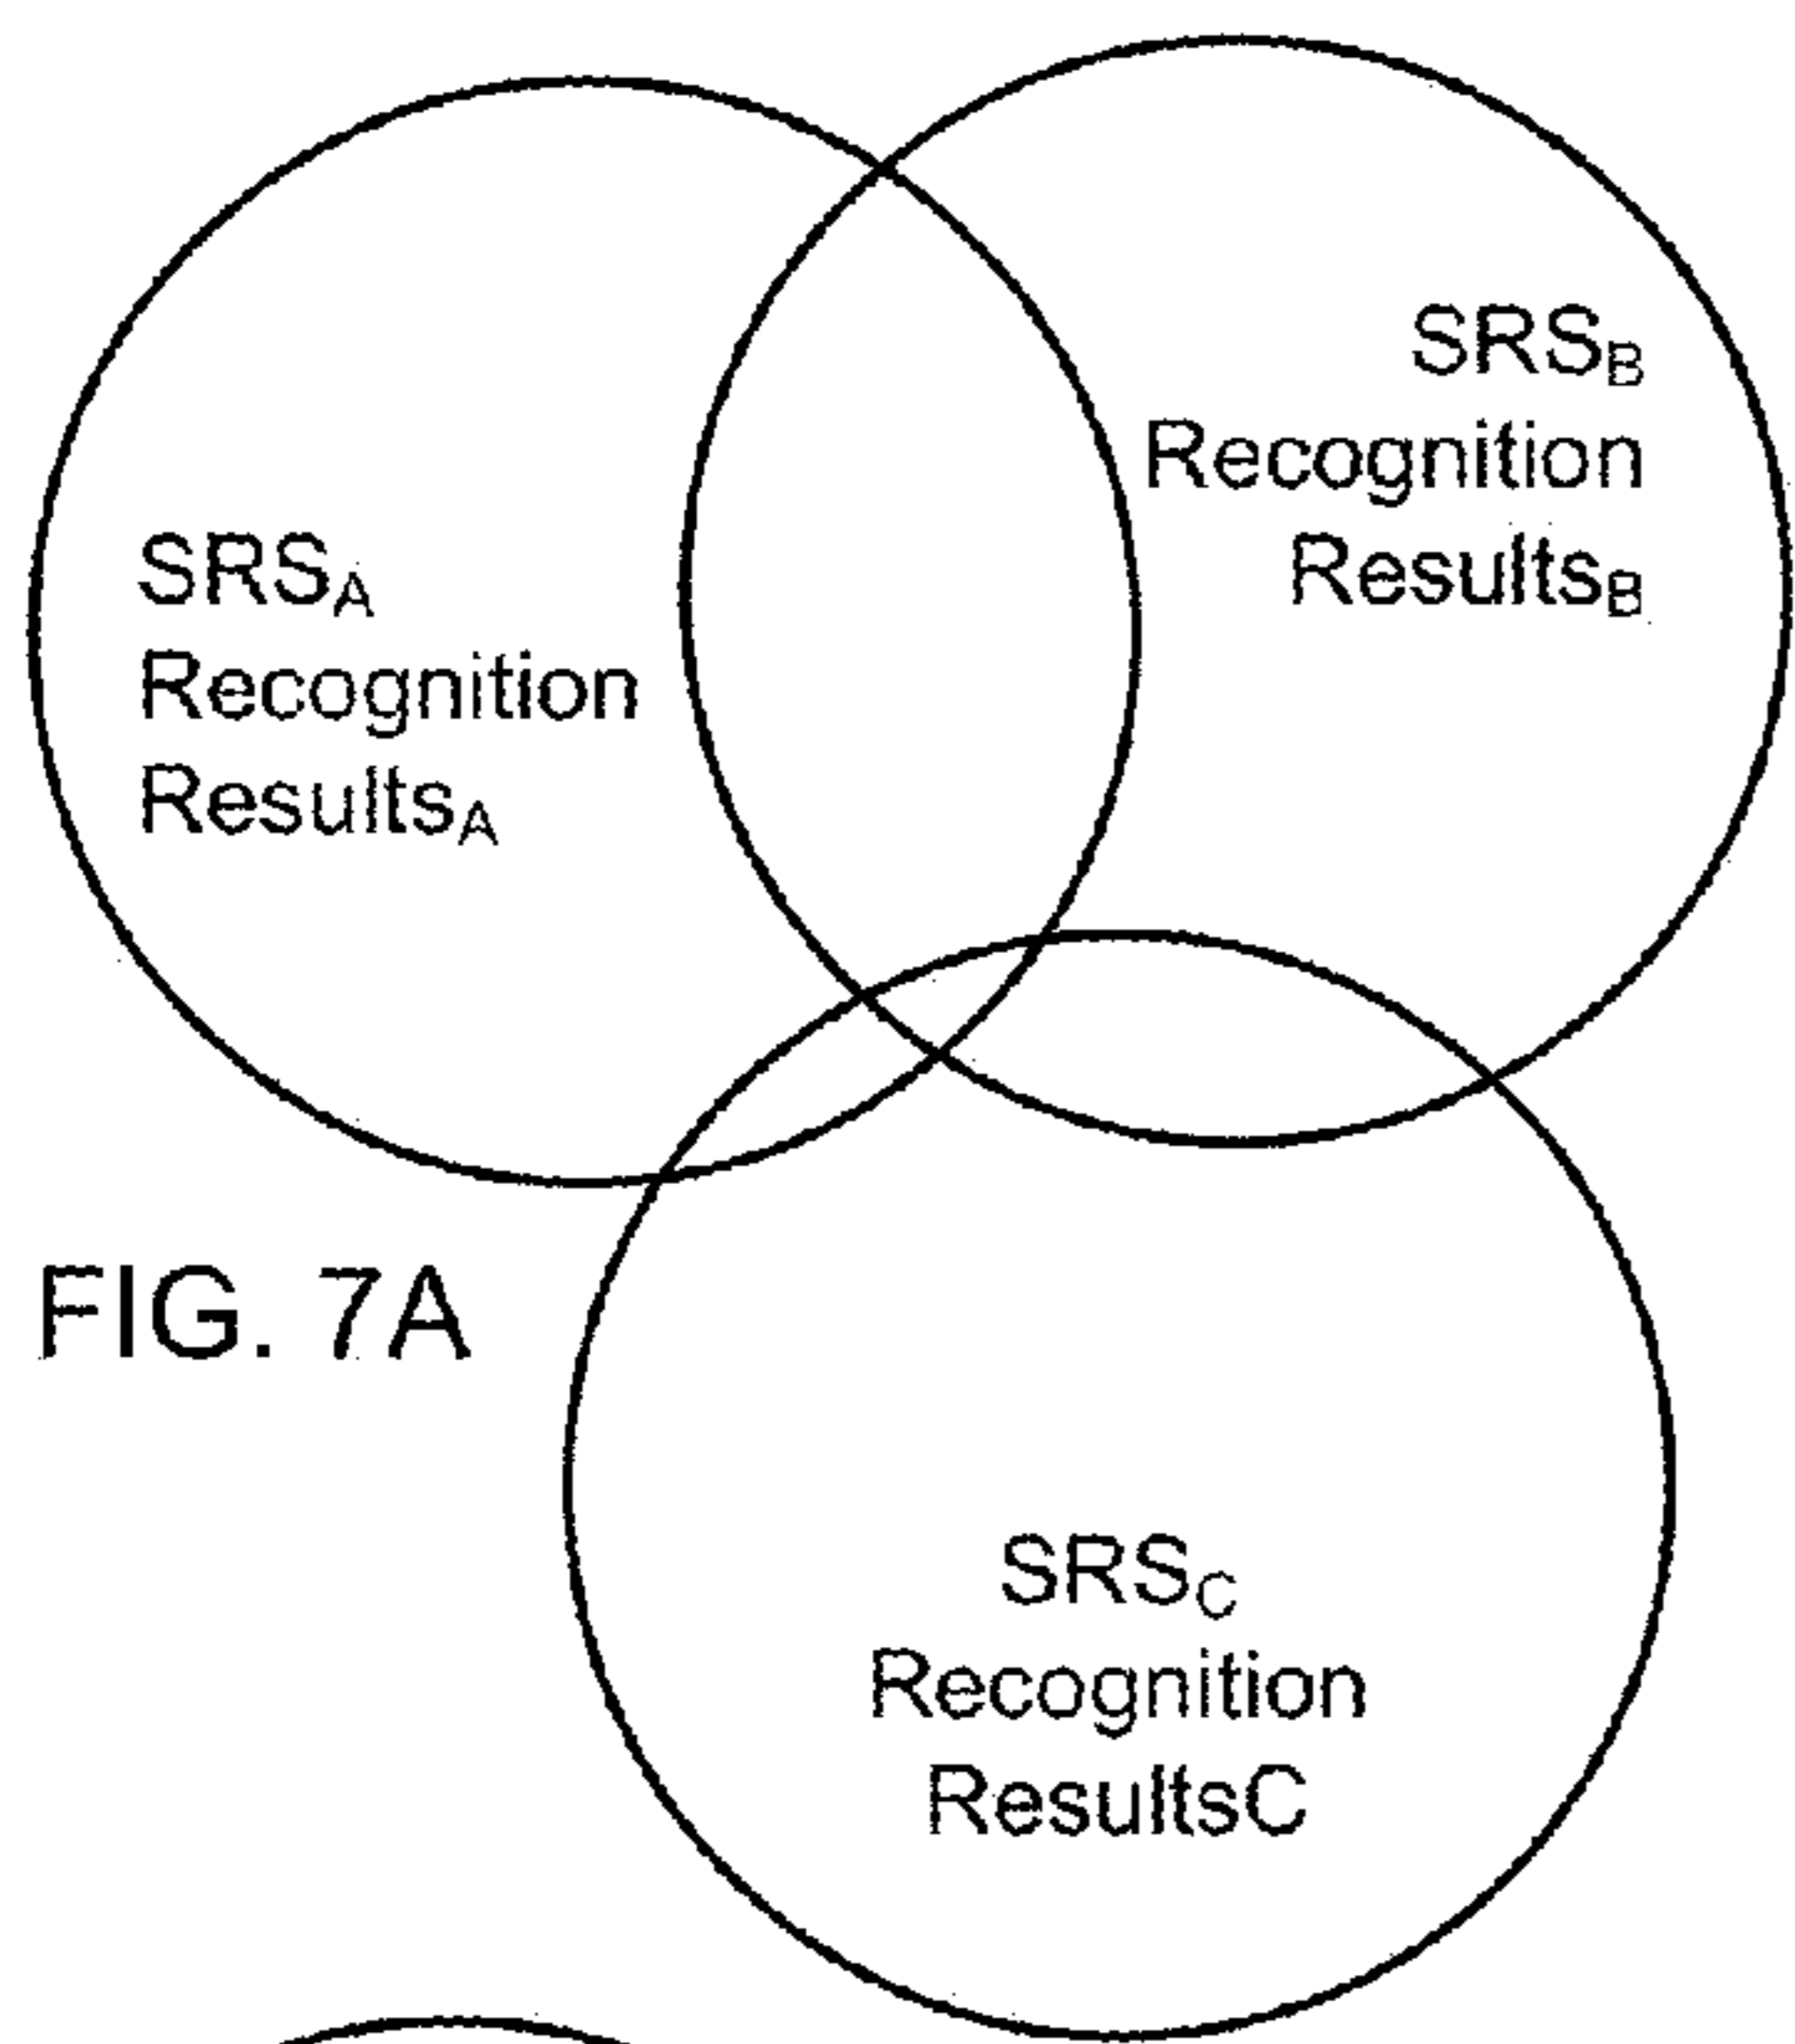 SRS_B
Recognition
Results_B
SRS_A
Recognition
Results_A
FIG. 7A
SRS_C
Recognition
ResultsC